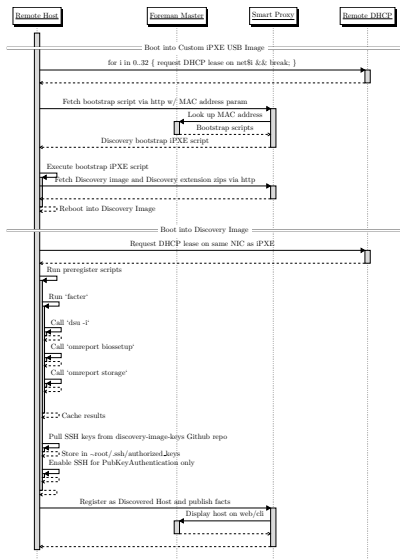 Remote Host
Foreman Master
Smart Proxy
Remote DHCP
Boot into Custom iPXE USB Image
for i in 0..32 { request DHCP lease on net$i && break; }
Fetch bootstrap script via http w/ MAC address param
Look up MAC address
Bootstrap scripts
Discovery bootstrap iPXE script
Execute bootstrap iPXE script
Fetch Discovery image and Discovery extension zips via http
Reboot into Discovery Image
Boot into Discovery Image
Request DHCP lease on same NIC as iPXE
Run preregister scripts
Run 'facter'
Call 'dsu -i'
Call 'omreport biossetup'
Call 'omreport storage'
Cache results
Pull SSH keys from discovery-image-keys Github repo
Store in ~root/.ssh/authorized_keys
Enable SSH for PubKeyAuthentication only
Register as Discovered Host and publish facts
Display host on web/cli